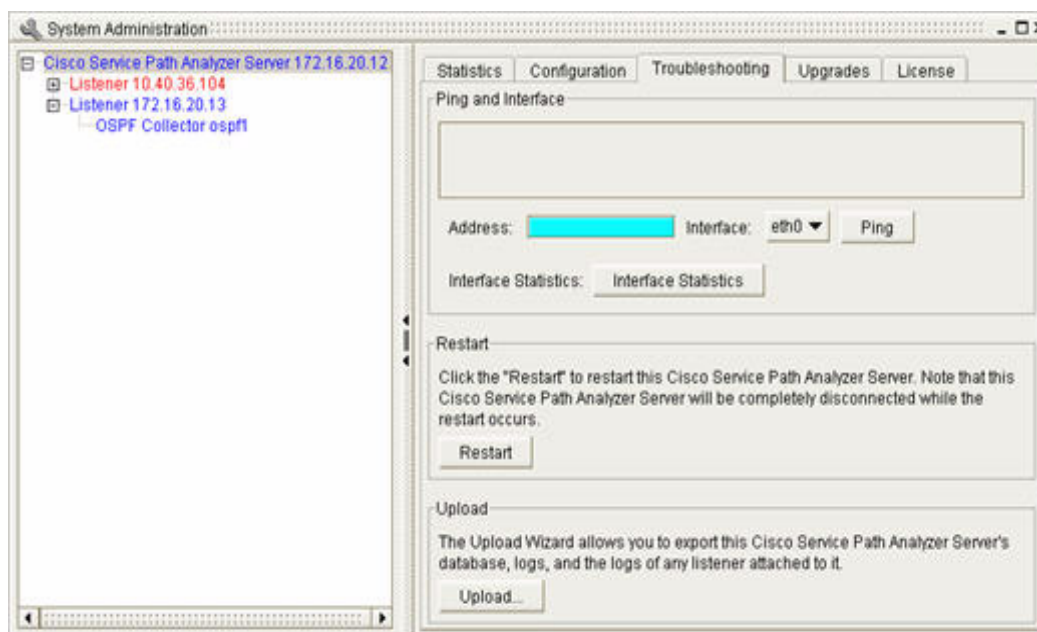 System Administration
Cisco Service Path Analyzer Server 172.16.20.12
Listener 10.40.36.104
Listener 172.16.20.13
OSPF Collector ospf1
Statistics
Configuration
Troubleshooting
Upgrades
License
Ping and Interface
Address:
Interface:
eth0
Ping
Interface Statistics:
Interface Statistics
Restart
Click the "Restart" to restart this Cisco Service Path Analyzer Server. Note that this
Cisco Service Path Analyzer Server will be completely disconnected while the
restart occurs.
Restart
Upload
The Upload Wizard allows you to export this Cisco Service Path Analyzer Server's
database, logs, and the logs of any listener attached to it.
Upload...